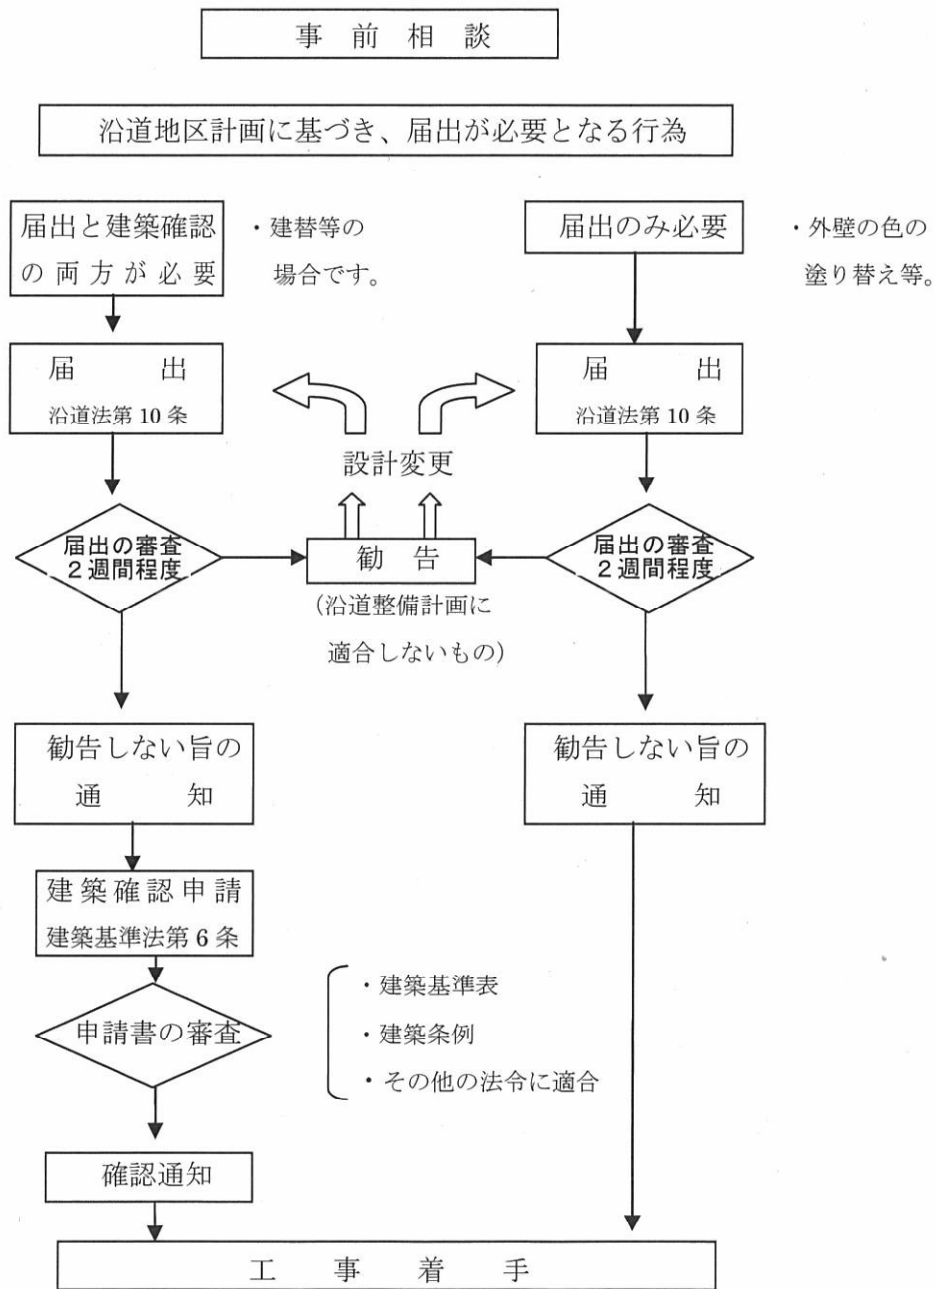 事前相談
沿道地区計画に基づき、届出が必要となる行為
届出と建築確認
の両方が必要
・建替等の
場合です。
届出のみ必要
・外壁の色の
塗り替え等。
届出
沿道法第10条
届出
沿道法第10条
設計変更
届出の審査
2週間程度
勧告
届出の審査
2週間程度
(沿道整備計画に
適合しないもの)
勧告しない旨の
通知
勧告しない旨の
通知
建築確認申請
建築基準法第6条
申請書の審査
・建築基準表
・建築条例
・その他の法令に適合
確認通知
工事着手